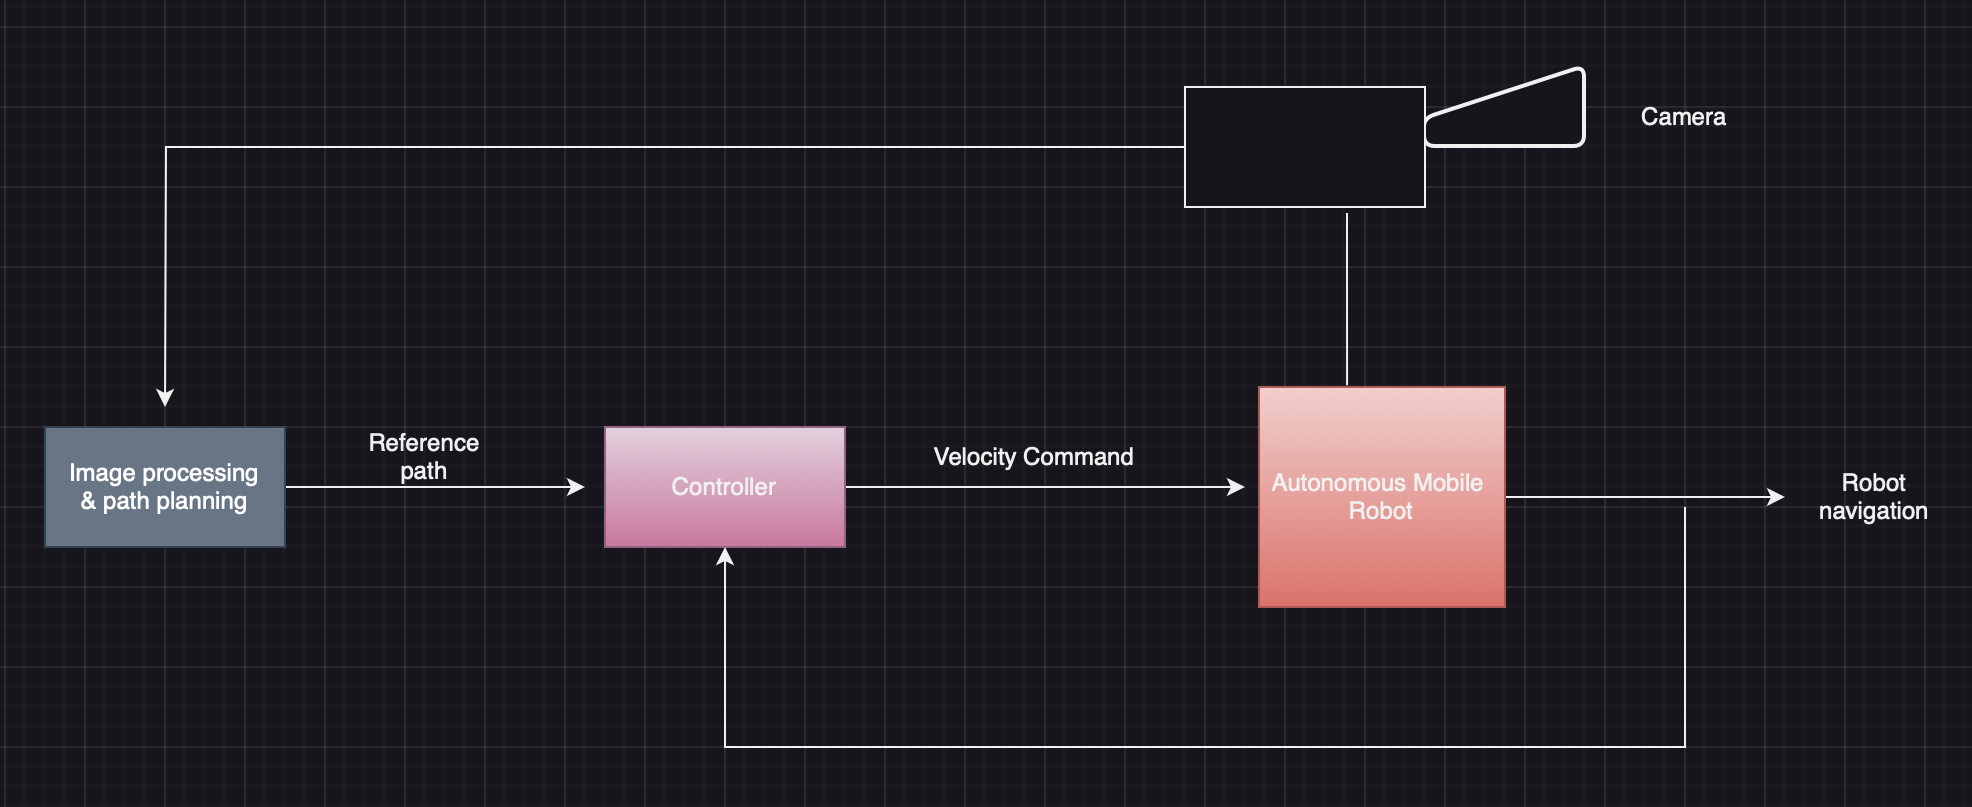 Camera
Image processing
& path planning
Reference
path
Controller
Velocity Command
Autonomous Mobile
Robot
Robot
navigation